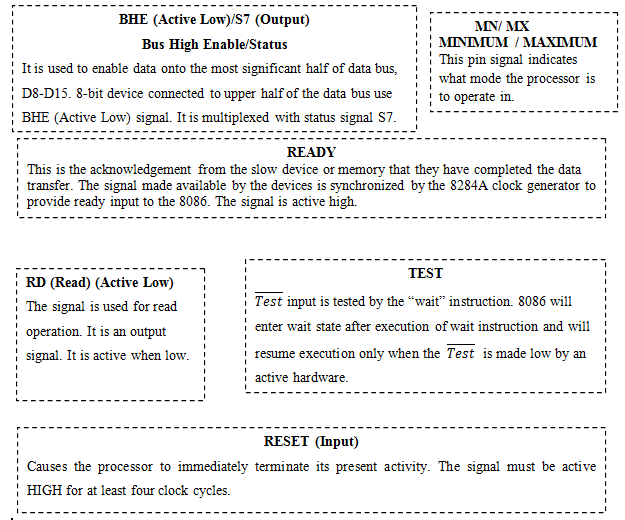 BHE (Active Low)/S7 (Output)
Bus High Enable/Status
It is used to enable data onto the most significant half of data bus,
D8-D15. 8-bit device connected to upper half of the data bus use
BHE (Active Low) signal. It is multiplexed with status signal S7.
MN/ MX
MINIMUM / MAXIMUM
This pin signal indicates
what mode the processor is
to operate in.
READY
This is the acknowledgement from the slow device or memory that they have completed the data
transfer. The signal made available by the devices is synchronized by the 8284A clock generator to
provide ready input to the 8086. The signal is active high.
RD (Read) (Active Low)
The signal is used for read
operation. It is an output
signal. It is active when low.
TEST
T̅e̅s̅t̅ input is tested by the “wait” instruction. 8086 will
enter wait state after execution of wait instruction and will
resume execution only when the T̅e̅s̅t̅ is made low by an
active hardware.
RESET (Input)
Causes the processor to immediately terminate its present activity. The signal must be active
HIGH for at least four clock cycles.